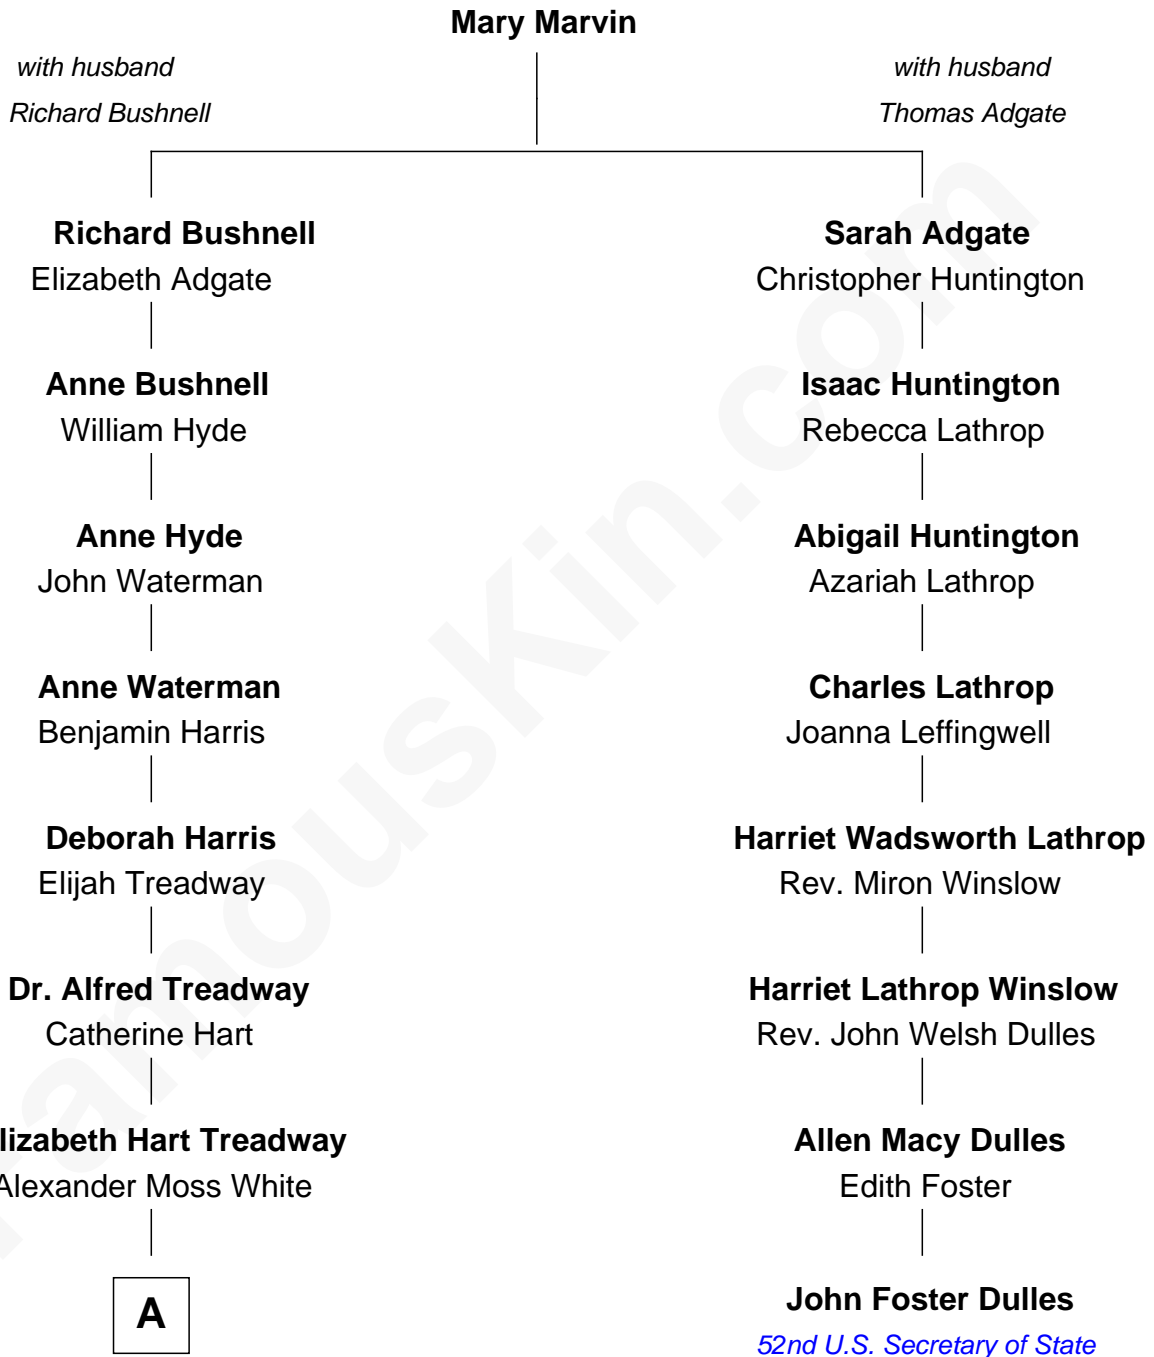 Mary Marvin
with husband
Richard Bushnell
with husband
Thomas Adgate
Richard Bushnell
Elizabeth Adgate
Sarah Adgate
Christopher Huntington
Anne Bushnell
William Hyde
Isaac Huntington
Rebecca Lathrop
Anne Hyde
John Waterman
Abigail Huntington
Azariah Lathrop
Anne Waterman
Benjamin Harris
Charles Lathrop
Joanna Leffingwell
Deborah Harris
Elijah Treadway
Harriet Wadsworth Lathrop
Rev. Miron Winslow
Dr. Alfred Treadway
Catherine Hart
Harriet Lathrop Winslow
Rev. John Welsh Dulles
lizabeth Hart Treadway
Alexander Moss White
Allen Macy Dulles
Edith Foster
A
John Foster Dulles
52nd U.S. Secretary of State
FamousKin.com